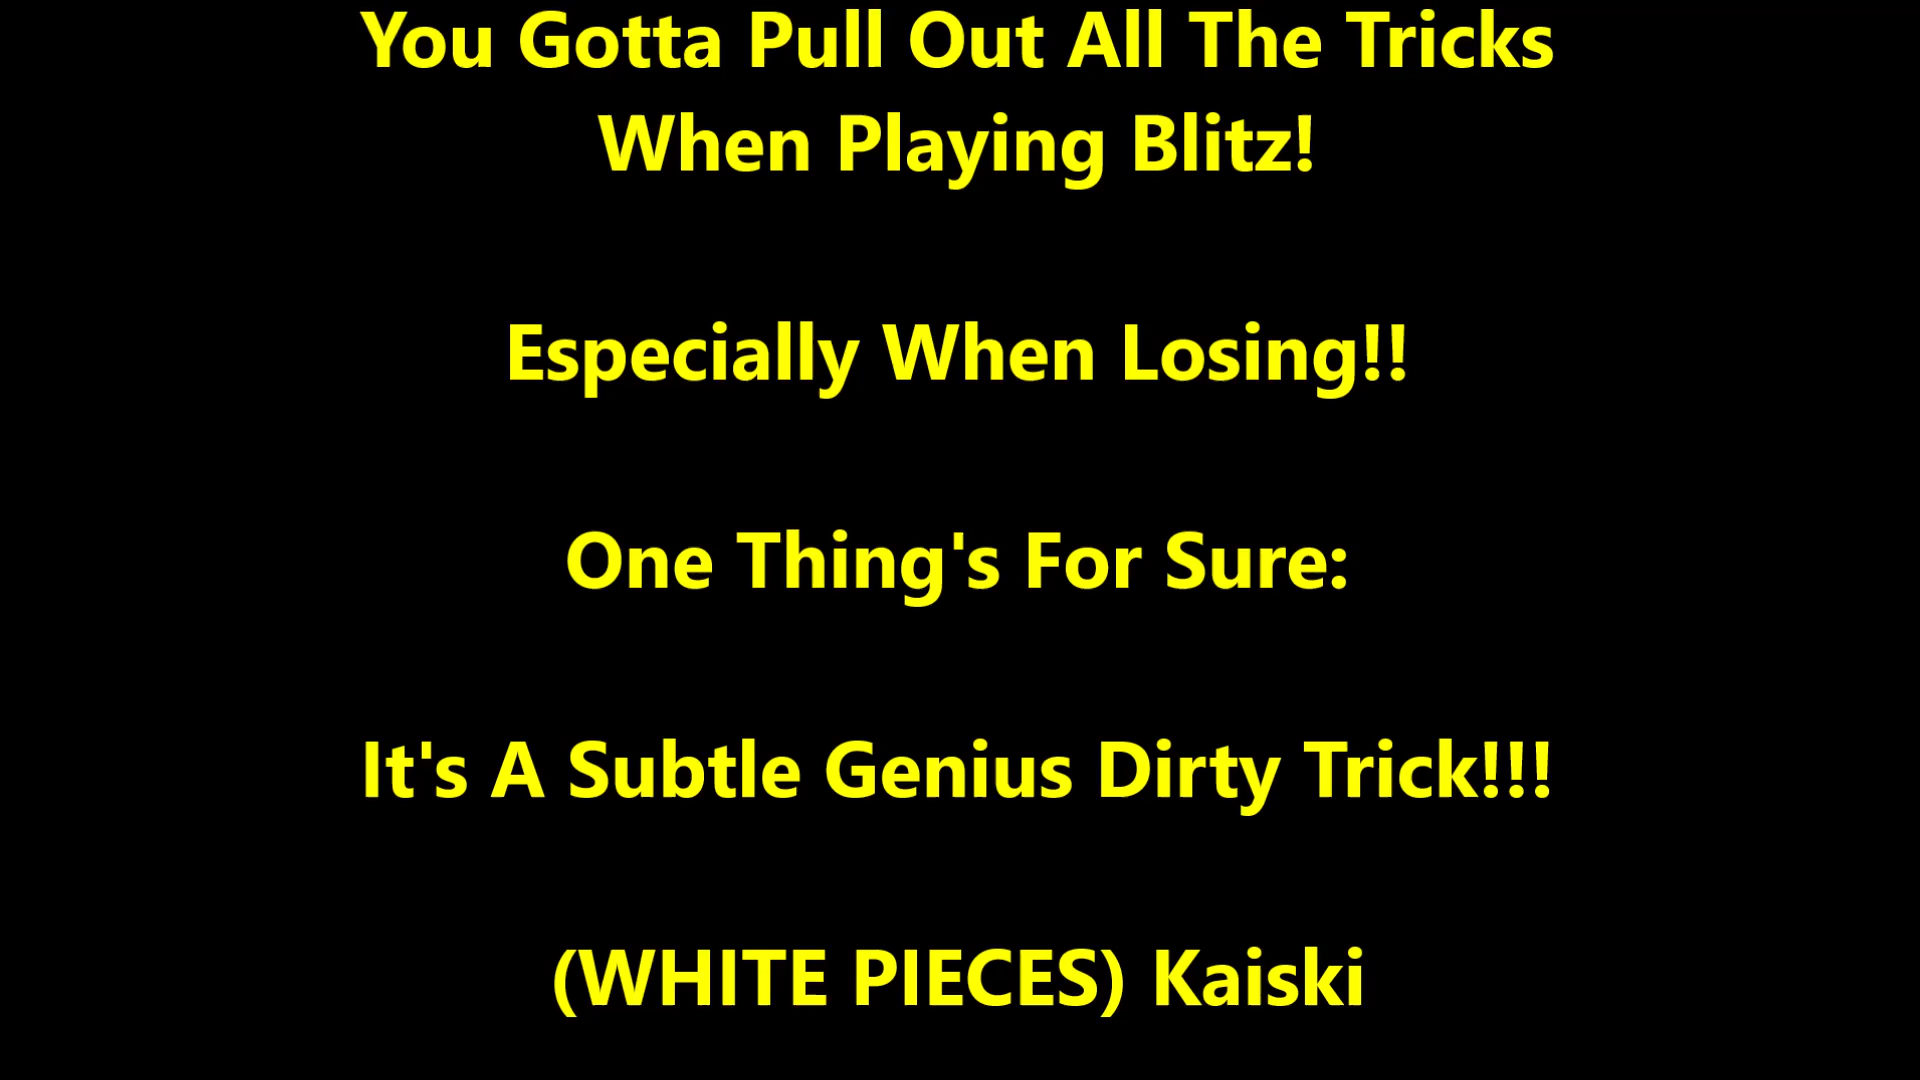 You Gotta Pull Out All The Tricks
When Playing Blitz!
Especially When Losing!!
One Thing's For Sure:
It's A Subtle Genius Dirty Trick!!!
(WHITE PIECES) Kaiski